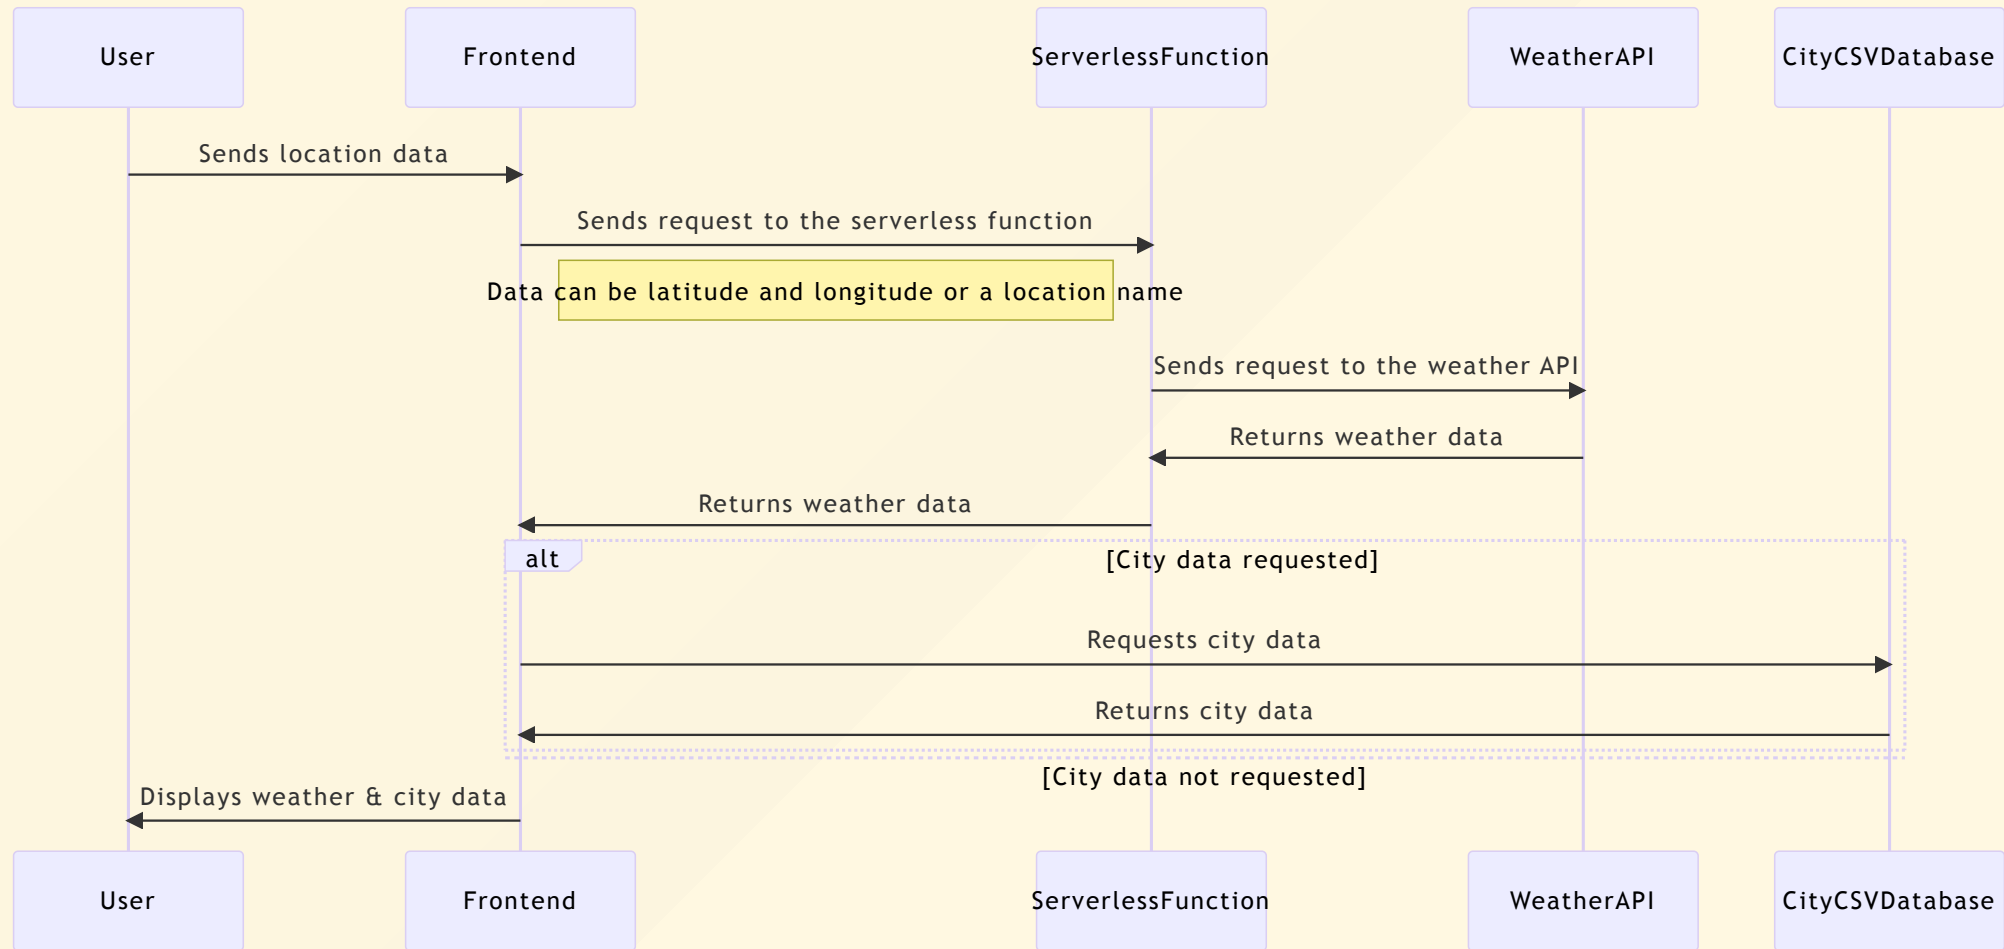 User
Frontend
ServerlessFunction
WeatherAPI
CityCSVDatabase
Sends location data
Sends request to the serverless function
Data can be latitude and longitude or a location name
Sends request to the weather API
Returns weather data
Returns weather data
alt
[City data requested]
Requests city data
Returns city data
[City data not requested]
Displays weather & city data
User
Frontend
ServerlessFunction
WeatherAPI
CityCSVDatabase